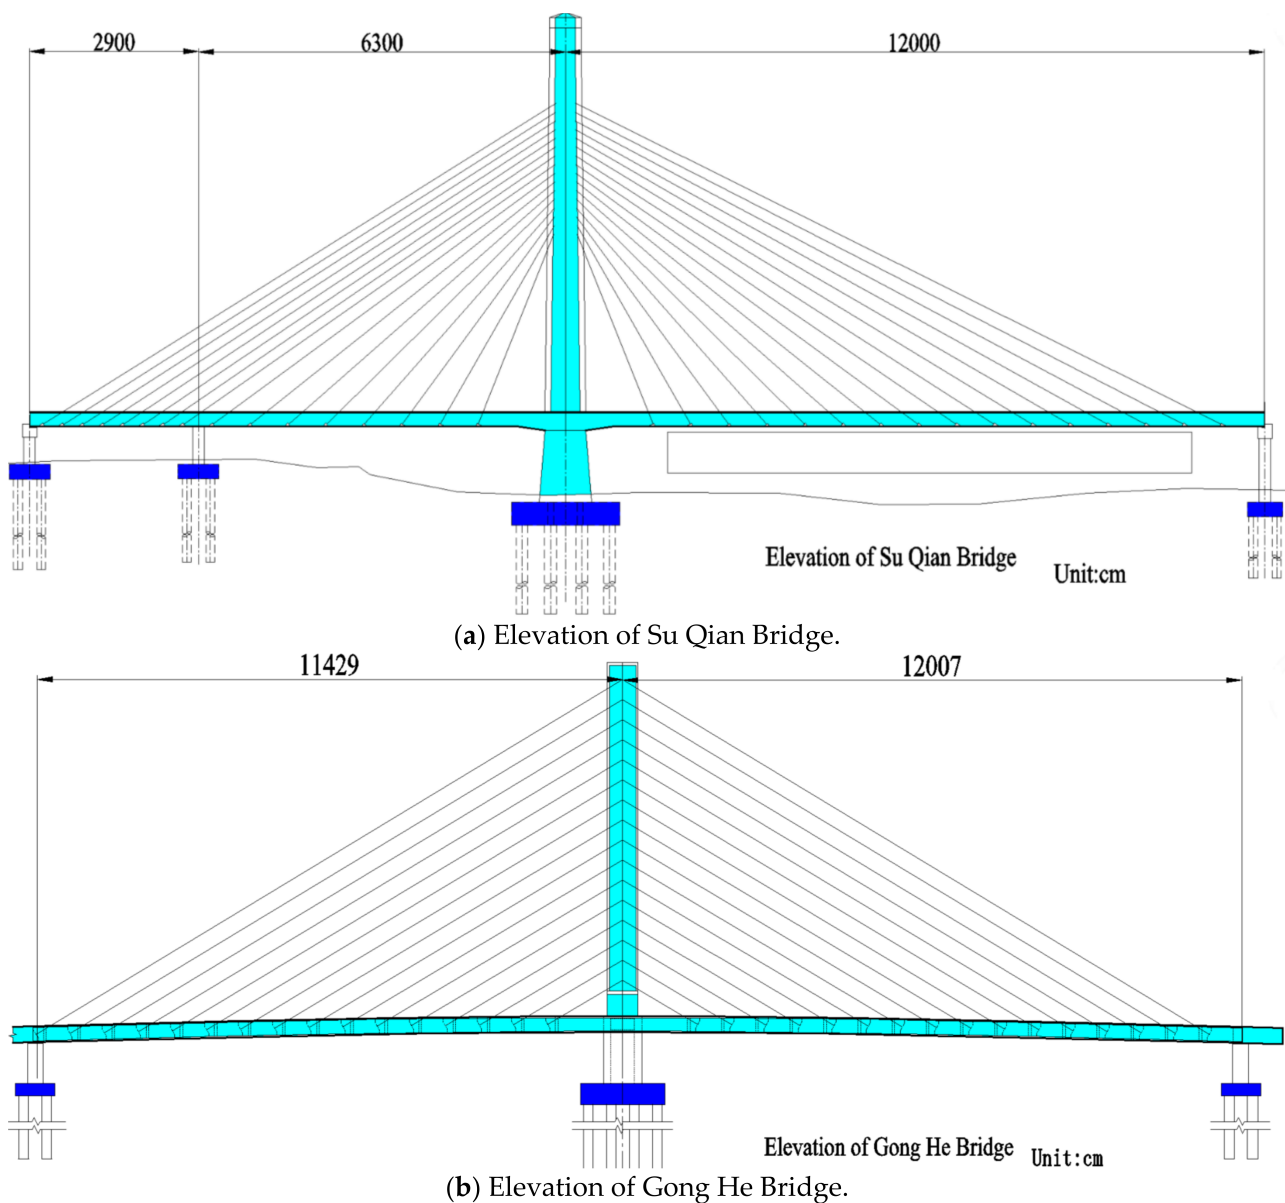 2900 6300 12000
Elevation of Su Qian Bridge Unit:cm
(a) Elevation of Su Qian Bridge.
11429 12007
Elevation of Gong He Bridge Unit:cm
(b) Elevation of Gong He Bridge.